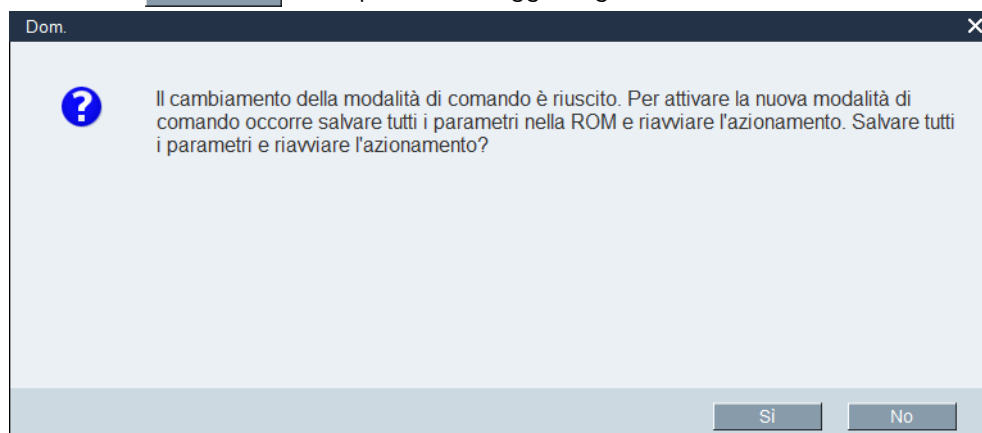 Dom.
Il cambiamento della modalità di comando è riuscito. Per attivare la nuova modalità di
comando occorre salvare tutti i parametri nella ROM e riavviare l'azionamento. Salvare tutti
i parametri e riavviare l'azionamento?
Sì No